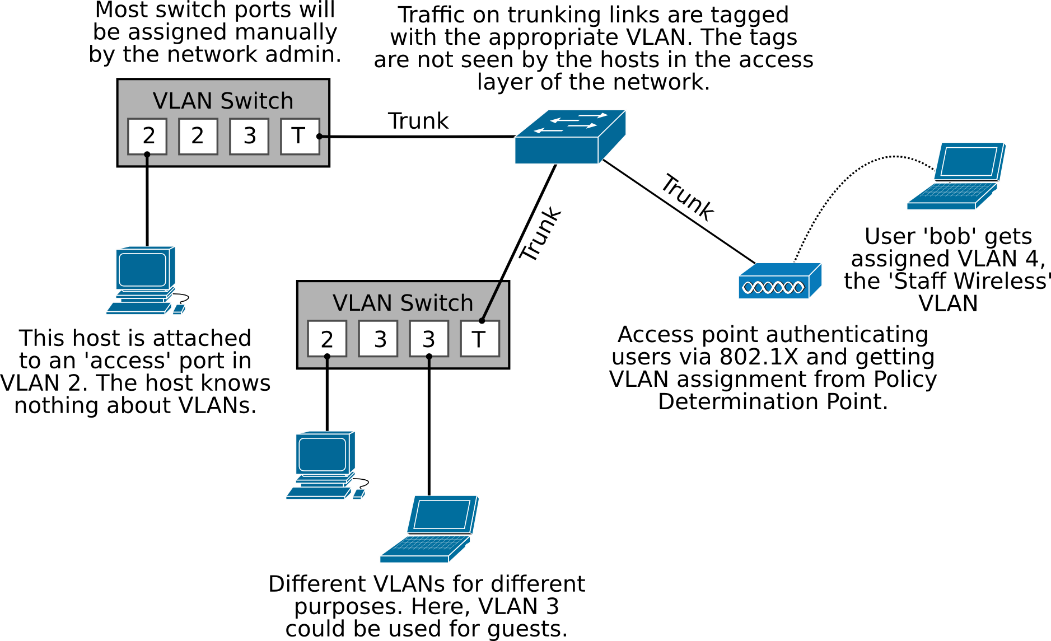 Most switch ports will
be assigned manually
by the network admin.
Traffic on trunking links are tagged
with the appropriate VLAN. The tags
are not seen by the hosts in the access
layer of the network.
VLAN Switch
2 2 3 T
Trunk
Trunk
Trunk
User 'bob' gets
assigned VLAN 4,
the 'Staff Wireless'
VLAN
VLAN Switch
2 3 3 T
This host is attached
to an 'access' port in
VLAN 2. The host knows
nothing about VLANs.
Access point authenticating
users via 802.1X and getting
VLAN assignment from Policy
Determination Point.
Different VLANs for different
purposes. Here, VLAN 3
could be used for guests.